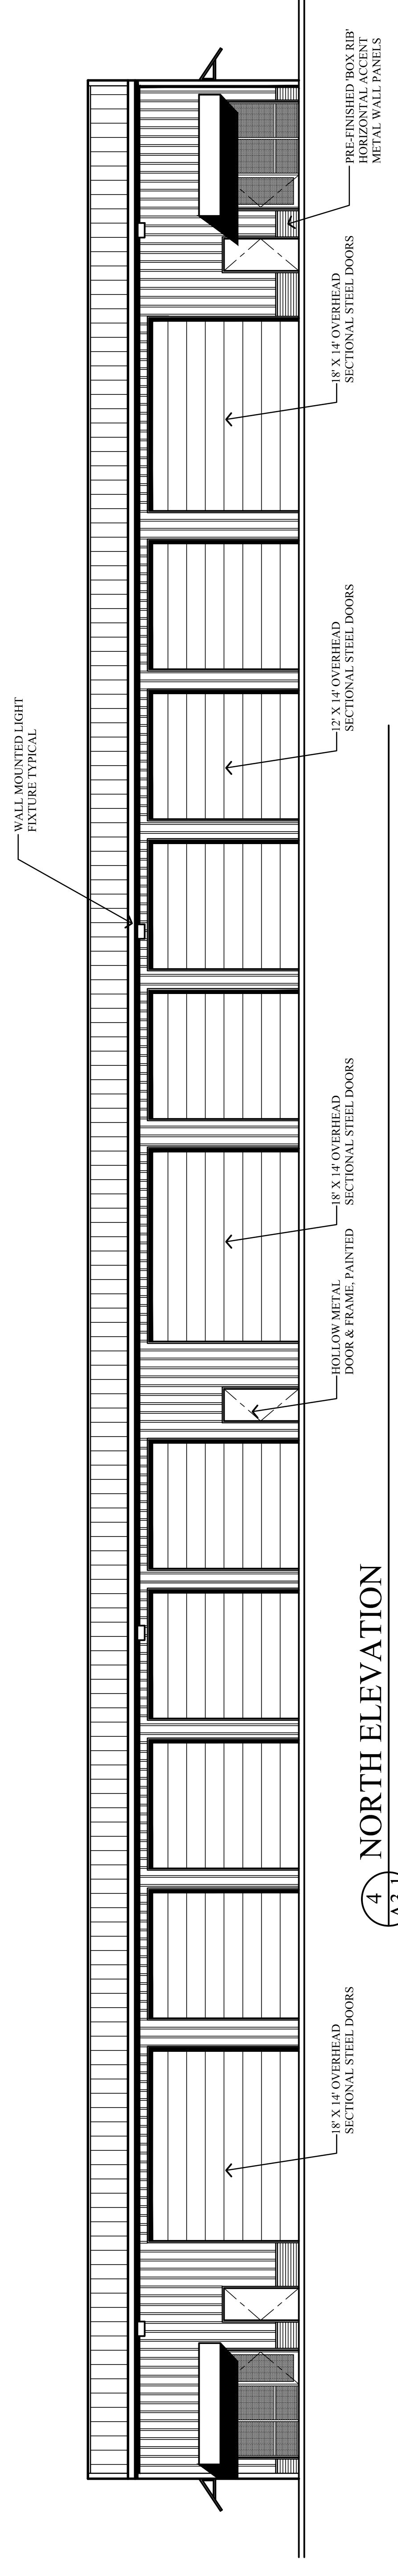 WALL MOUNTED LIGHT
FIXTURE TYPICAL
18' X 14' OVERHEAD
SECTIONAL STEEL DOORS
HOLLOW METAL
DOOR & FRAME, PAINTED
18' X 14' OVERHEAD
SECTIONAL STEEL DOORS
12' X 14' OVERHEAD
SECTIONAL STEEL DOORS
18' X 14' OVERHEAD
SECTIONAL STEEL DOORS
PRE-FINISHED 'BOX RIB'
HORIZONTAL ACCENT
METAL WALL PANELS
4
NORTH ELEVATION